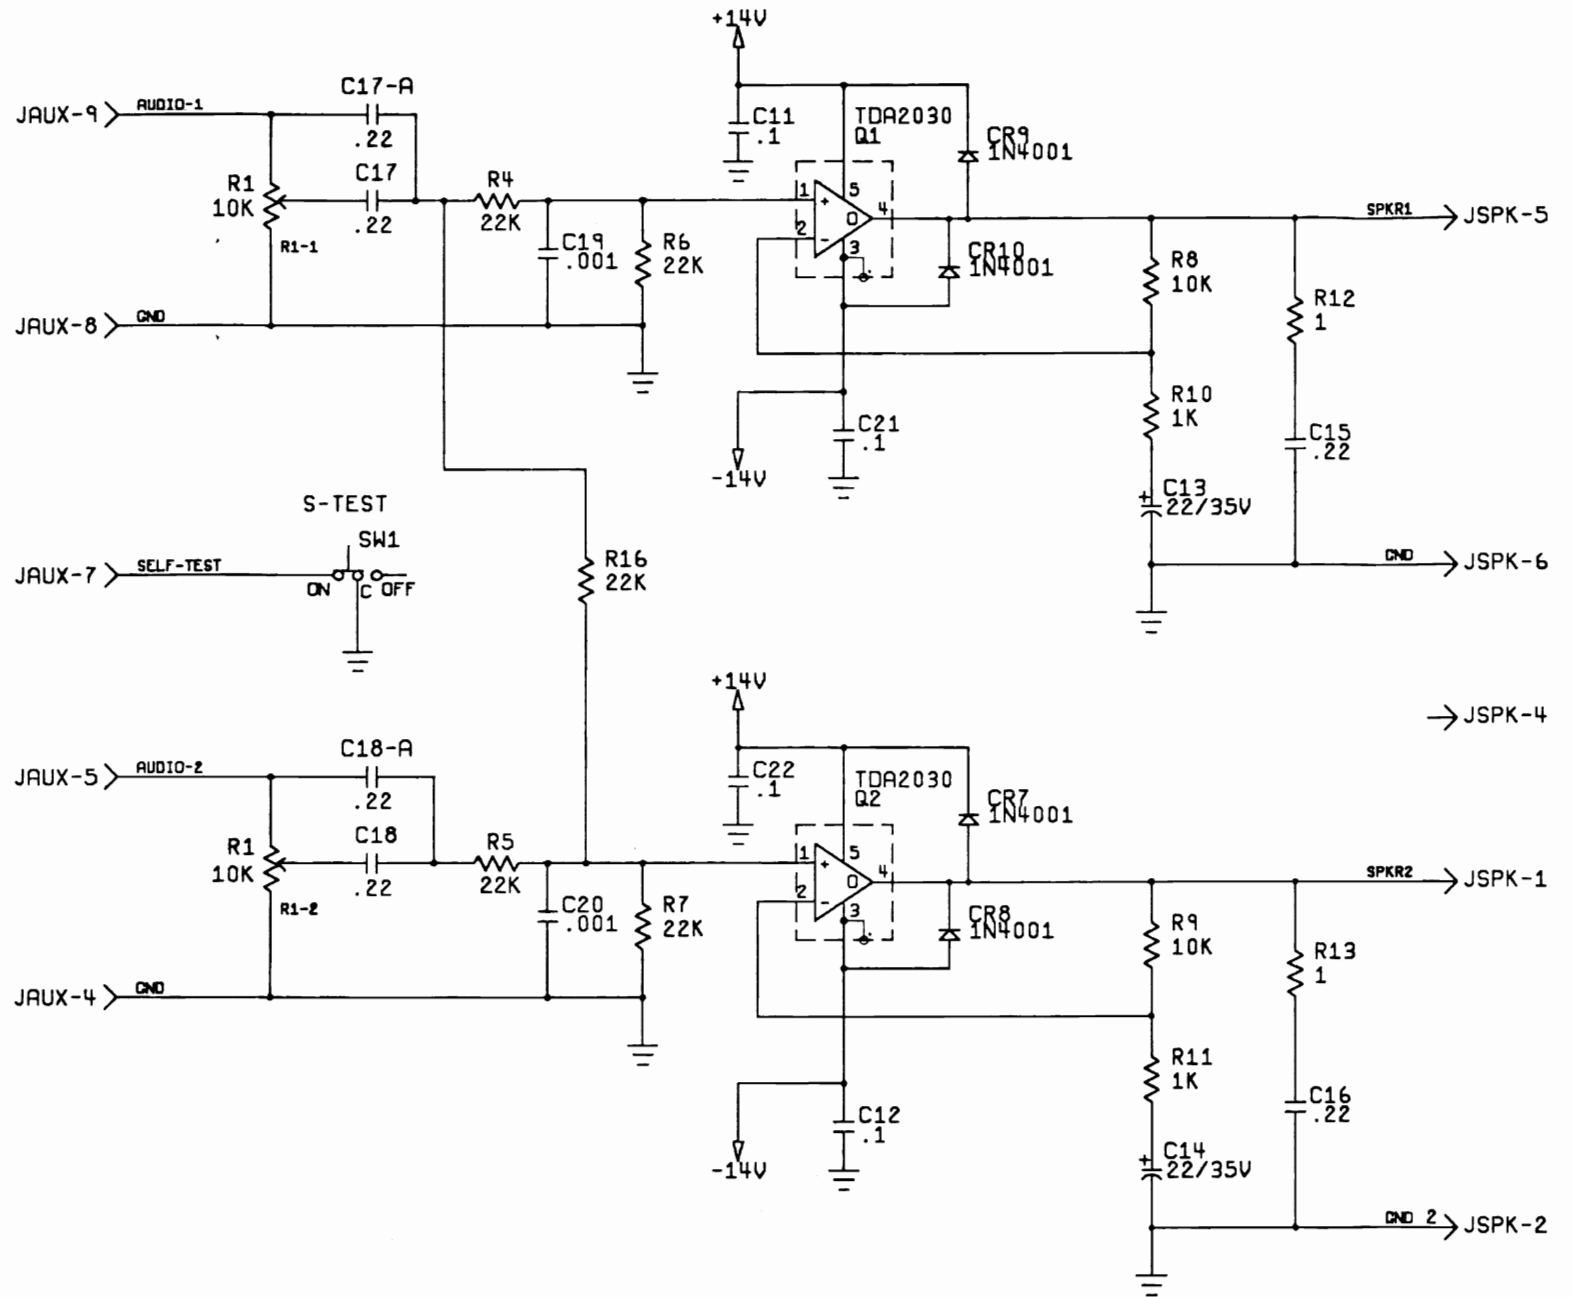 +14V
JAUX-9
AUDIO-1
C17-A
.22
C17
.22
R1
10K
R1-1
R4
22K
C19
.001
R6
22K
JAUX-8
GND
C11
.1
TDA2030
Q1
1
2
+
-
O
5
4
3
CR9
1N4001
CR10
1N4001
SPKR1
JSPK-5
R8
10K
R12
1
R10
1K
C15
.22
C21
.1
-14V
+
C13
22/35V
GND
JSPK-6
S-TEST
SW1
JAUX-7
SELF-TEST
ON
C
OFF
R16
22K
+14V
JSPK-4
JAUX-5
AUDIO-2
C18-A
.22
C18
.22
R1
10K
R1-2
R5
22K
C20
.001
R7
22K
JAUX-4
GND
C22
.1
TDA2030
Q2
1
2
+
-
O
5
4
3
CR7
1N4001
CR8
1N4001
SPKR2
JSPK-1
R9
10K
R13
1
R11
1K
C16
.22
C12
.1
-14V
+
C14
22/35V
GND 2
JSPK-2